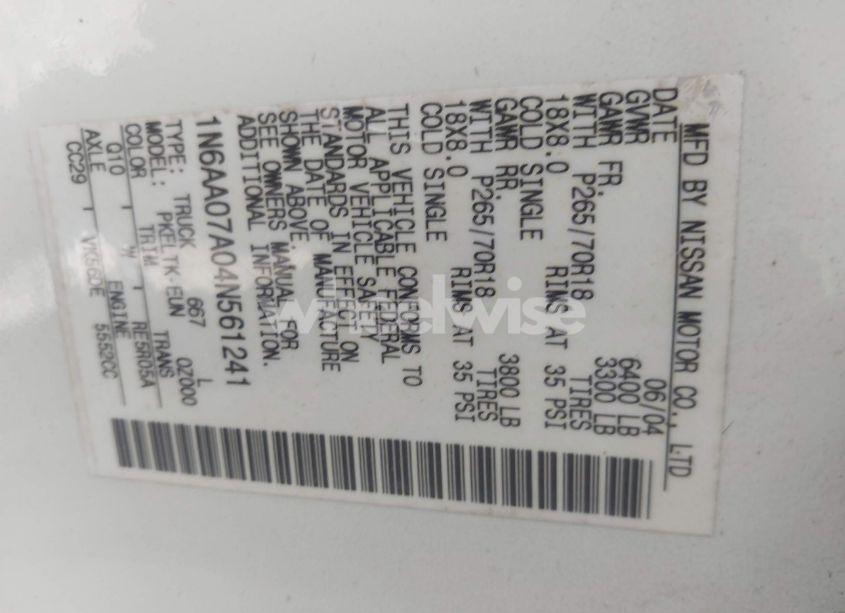 MFD BY NISSAN MOTOR CO., LTD
DATE 06/04
GVWR 6400 LB
GAWR FR. 3300 LB
WITH P265/70R18 TIRES
18X8.0 RIMS AT 35 PSI
COLD SINGLE
GAWR RR. 3800 LB
WITH P265/70R18 TIRES
18X8.0 RIMS AT 35 PSI
COLD SINGLE
THIS VEHICLE CONFORMS TO
ALL APPLICABLE FEDERAL
MOTOR VEHICLE SAFETY
STANDARDS IN EFFECT ON
THE DATE OF MANUFACTURE
SHOWN ABOVE.
SEE OWNERS MANUAL FOR
ADDITIONAL INFORMATION.
1N6AA07A04N561241
TYPE: TRUCK 667 L
MODEL: PKELTK-EUN 0Z000
COLOR TRIM TRANS
Q10 W RE5R05A
AXLE ENGINE
CC29 VK56DE 5552CC